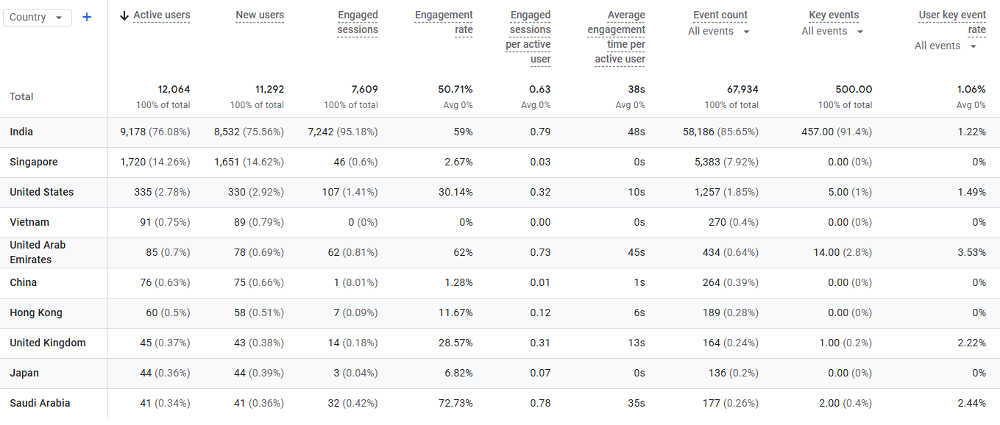 Country + ↓ Active users New users Engaged sessions Engagement rate Engaged sessions per active user Average engagement time per active user Event count All events Key events All events User key event rate All events
Total 12,064 11,292 7,609 50.71% 0.63 38s 67,934 500.00 1.06%
100% of total 100% of total 100% of total Avg 0% Avg 0% Avg 0% 100% of total 100% of total Avg 0%
India 9,178 (76.08%) 8,532 (75.56%) 7,242 (95.18%) 59% 0.79 48s 58,186 (85.65%) 457.00 (91.4%) 1.22%
Singapore 1,720 (14.26%) 1,651 (14.62%) 46 (0.6%) 2.67% 0.03 0s 5,383 (7.92%) 0.00 (0%) 0%
United States 335 (2.78%) 330 (2.92%) 107 (1.41%) 30.14% 0.32 10s 1,257 (1.85%) 5.00 (1%) 1.49%
Vietnam 91 (0.75%) 89 (0.79%) 0 (0%) 0% 0.00 0s 270 (0.4%) 0.00 (0%) 0%
United Arab Emirates 85 (0.7%) 78 (0.69%) 62 (0.81%) 62% 0.73 45s 434 (0.64%) 14.00 (2.8%) 3.53%
China 76 (0.63%) 75 (0.66%) 1 (0.01%) 1.28% 0.01 1s 264 (0.39%) 0.00 (0%) 0%
Hong Kong 60 (0.5%) 58 (0.51%) 7 (0.09%) 11.67% 0.12 6s 189 (0.28%) 0.00 (0%) 0%
United Kingdom 45 (0.37%) 43 (0.38%) 14 (0.18%) 28.57% 0.31 13s 164 (0.24%) 1.00 (0.2%) 2.22%
Japan 44 (0.36%) 44 (0.39%) 3 (0.04%) 6.82% 0.07 0s 136 (0.2%) 0.00 (0%) 0%
Saudi Arabia 41 (0.34%) 41 (0.36%) 32 (0.42%) 72.73% 0.78 35s 177 (0.26%) 2.00 (0.4%) 2.44%